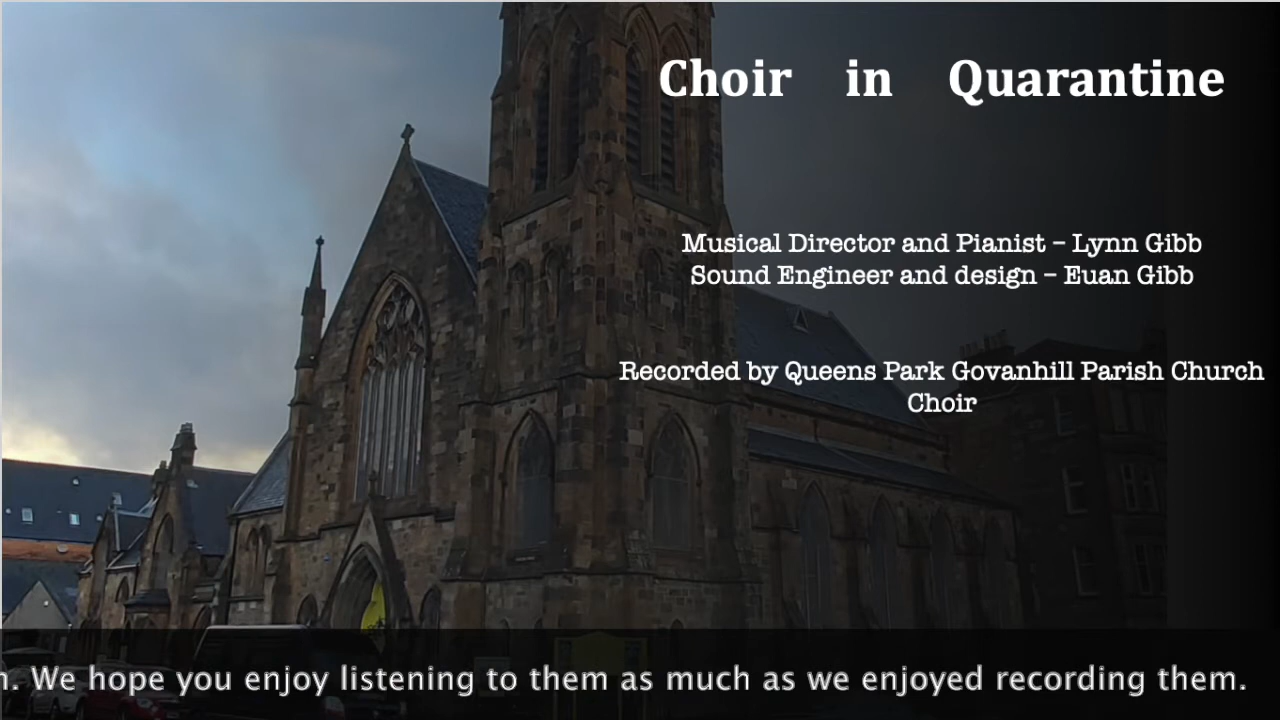 Choir in Quarantine
Musical Director and Pianist – Lynn Gibb
Sound Engineer and design – Euan Gibb
Recorded by Queens Park Govanhill Parish Church
Choir
We hope you enjoy listening to them as much as we enjoyed recording them.